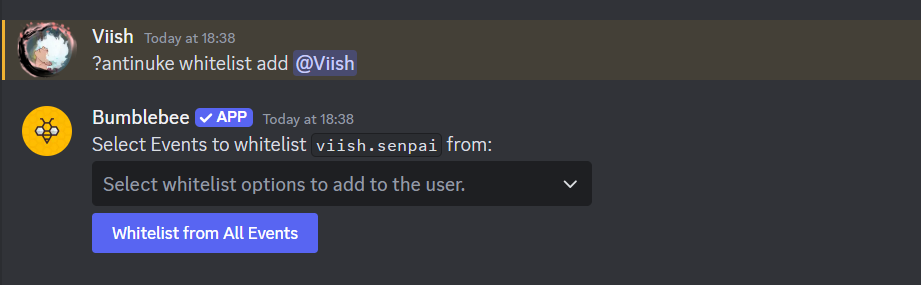 Viish Today at 18:38
?antinuke whitelist add @Viish
Bumblebee APP Today at 18:38
Select Events to whitelist viish.senpai from:
Select whitelist options to add to the user.
Whitelist from All Events